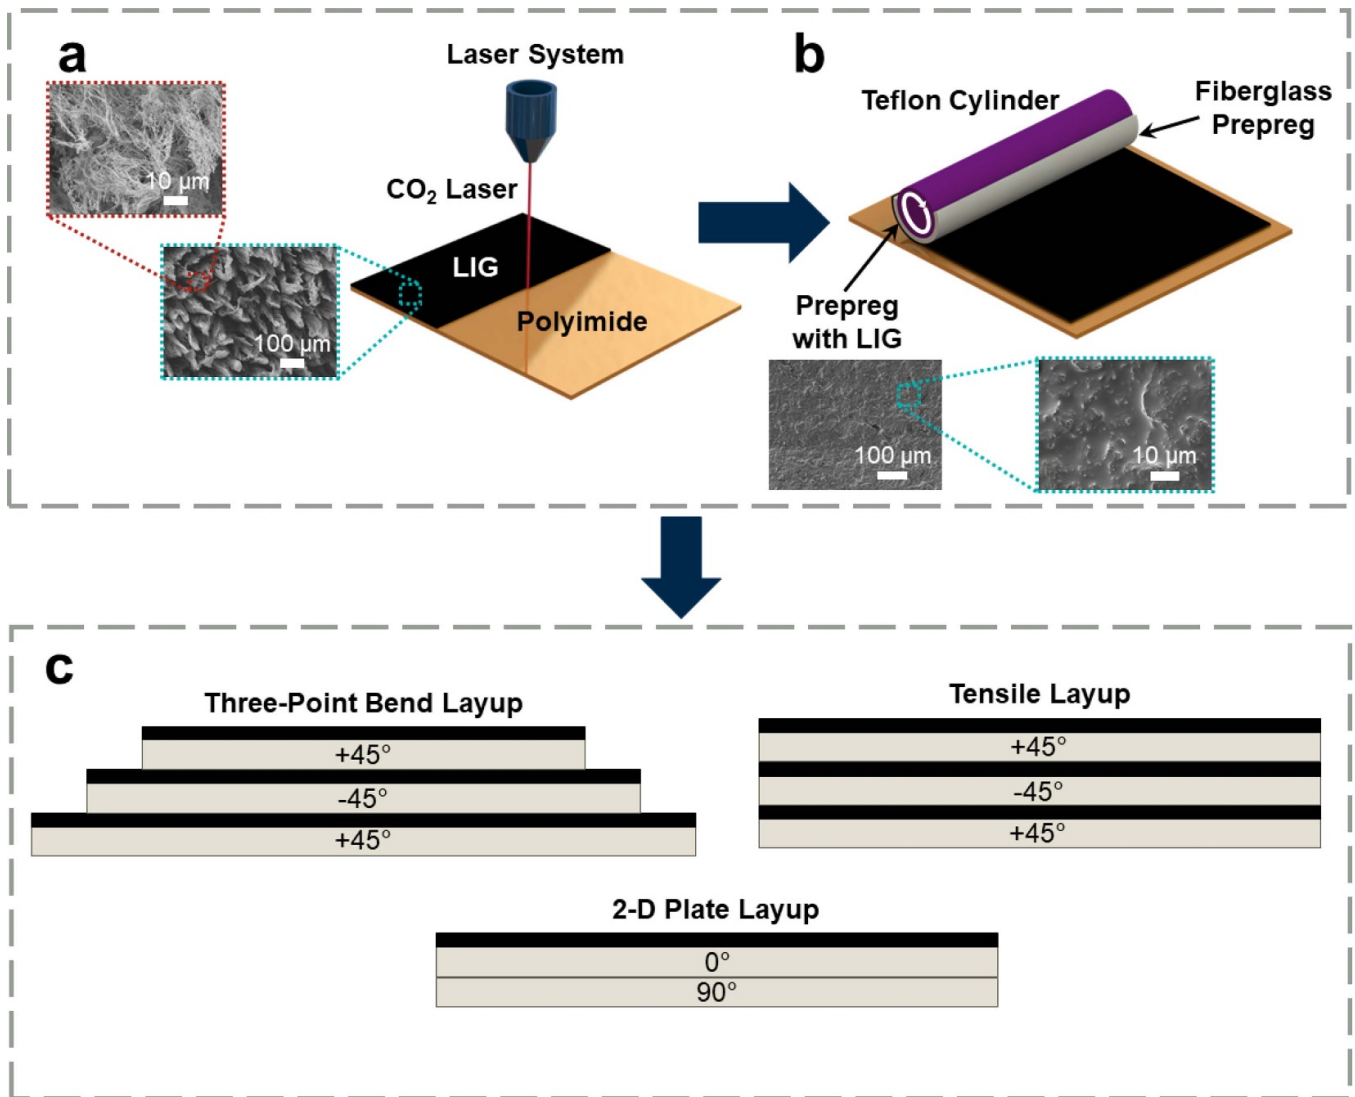 a
Laser System
10 µm
CO₂ Laser
LIG
100 µm
Polyimide
b
Teflon Cylinder
Fiberglass
Prepreg
Prepreg
with LIG
100 µm
10 µm
c
Three-Point Bend Layup
+45°
-45°
+45°
Tensile Layup
+45°
-45°
+45°
2-D Plate Layup
0°
90°